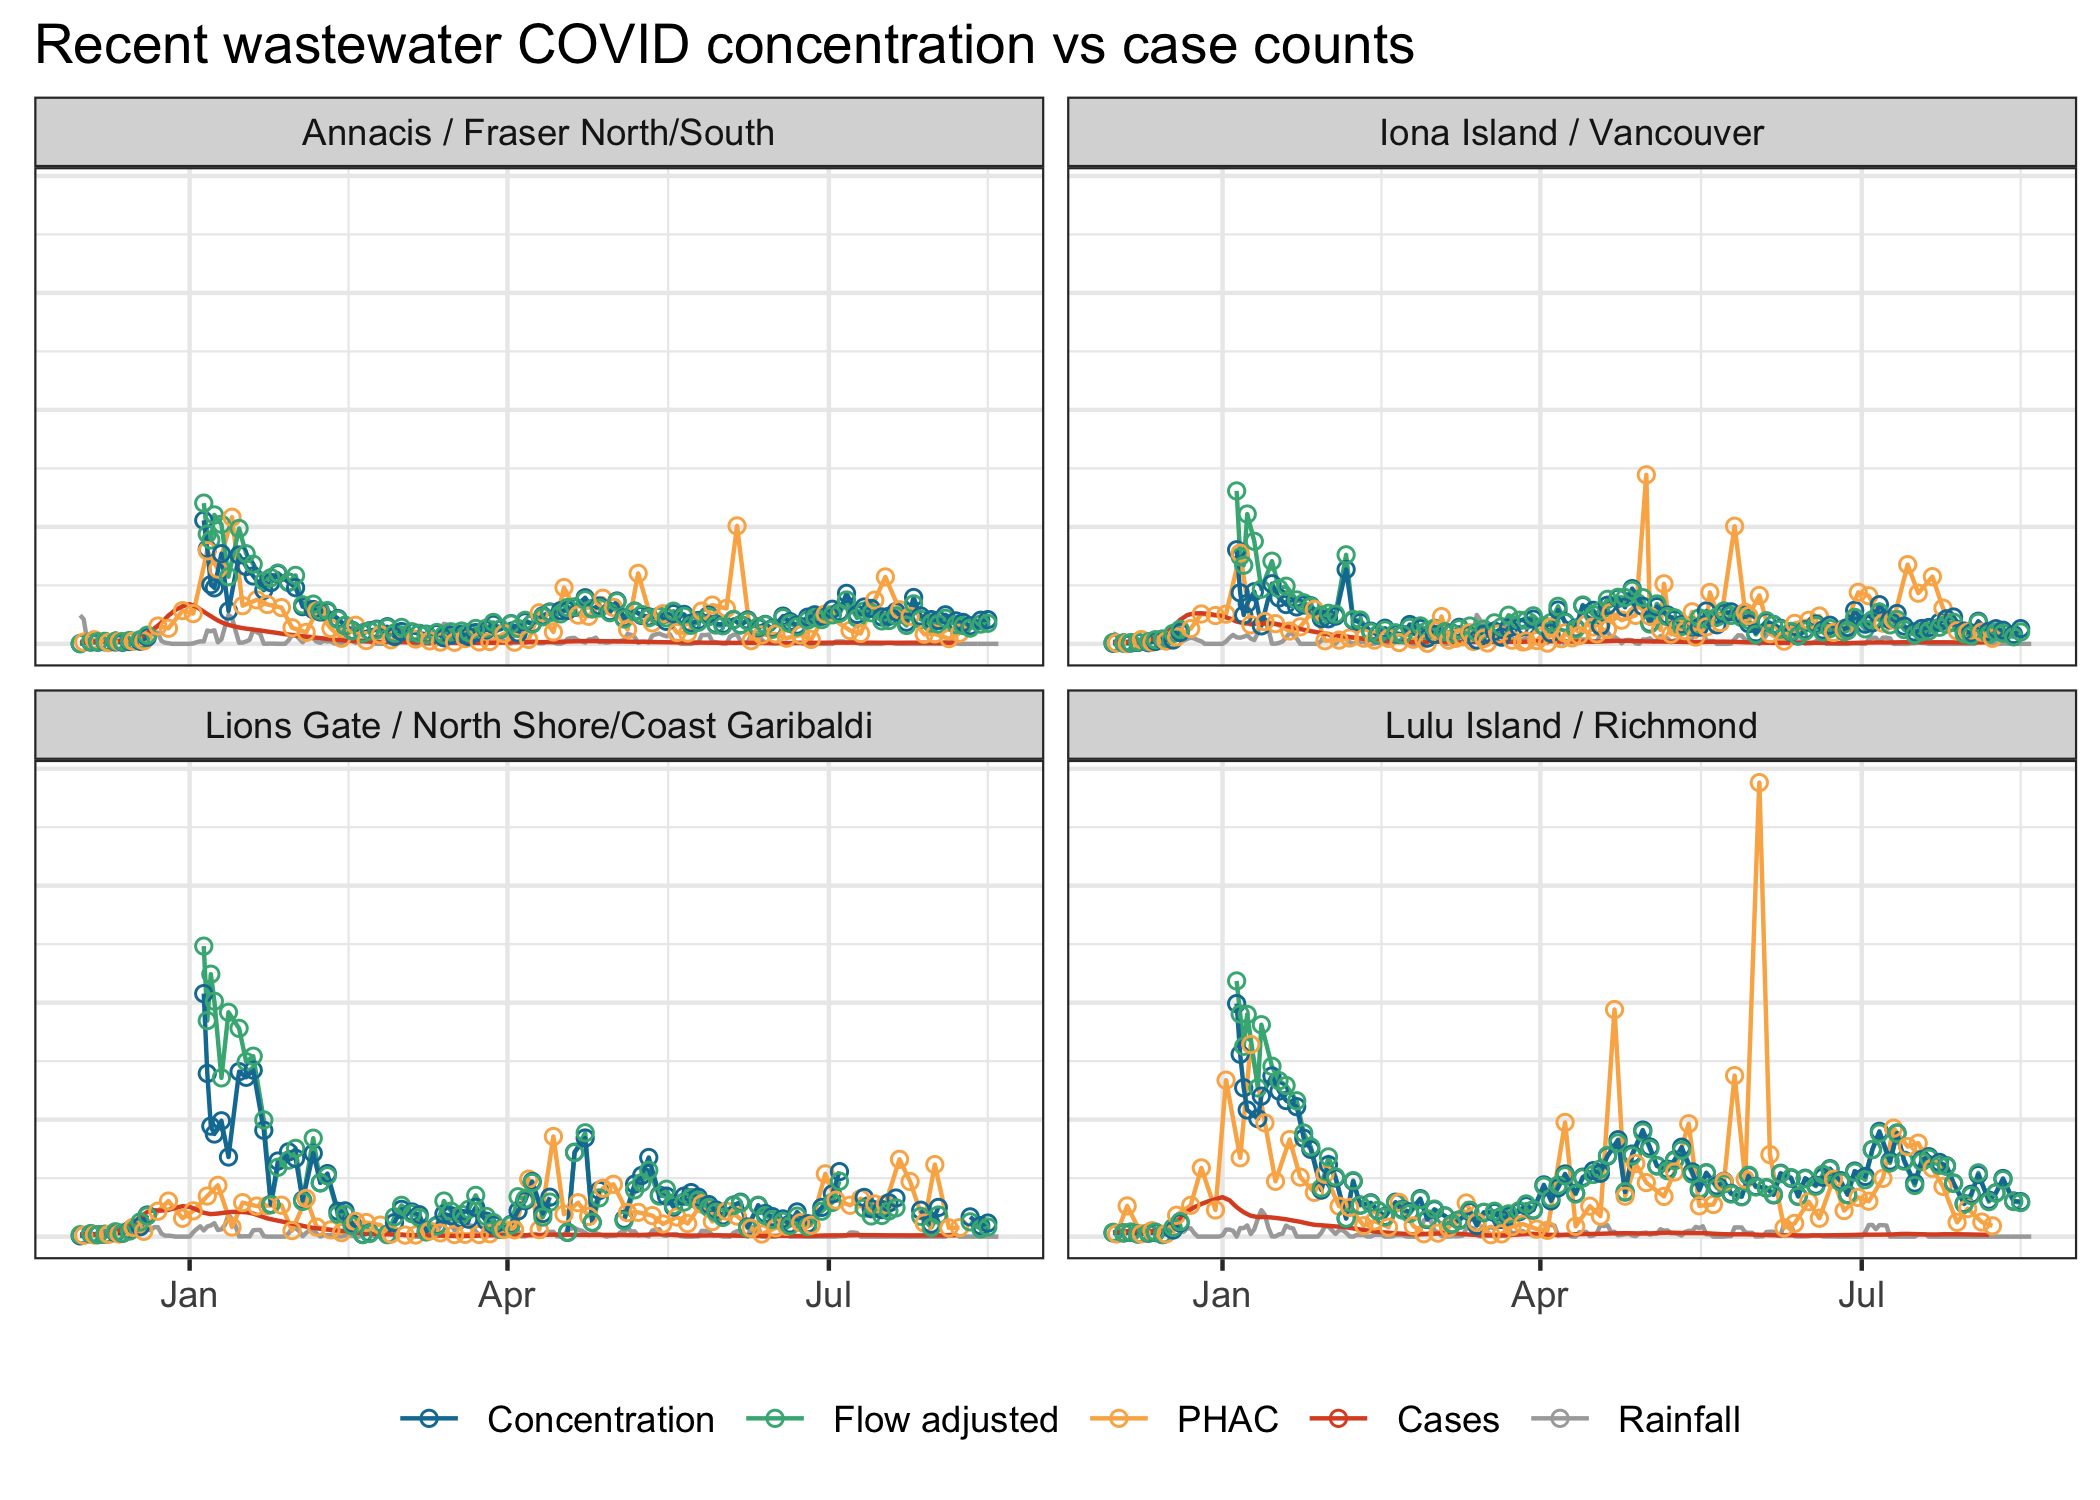 Recent wastewater COVID concentration vs case counts
Annacis / Fraser North/South
Iona Island / Vancouver
Lions Gate / North Shore/Coast Garibaldi
Lulu Island / Richmond
Jan Apr Jul Jan Apr Jul
Concentration Flow adjusted PHAC Cases Rainfall